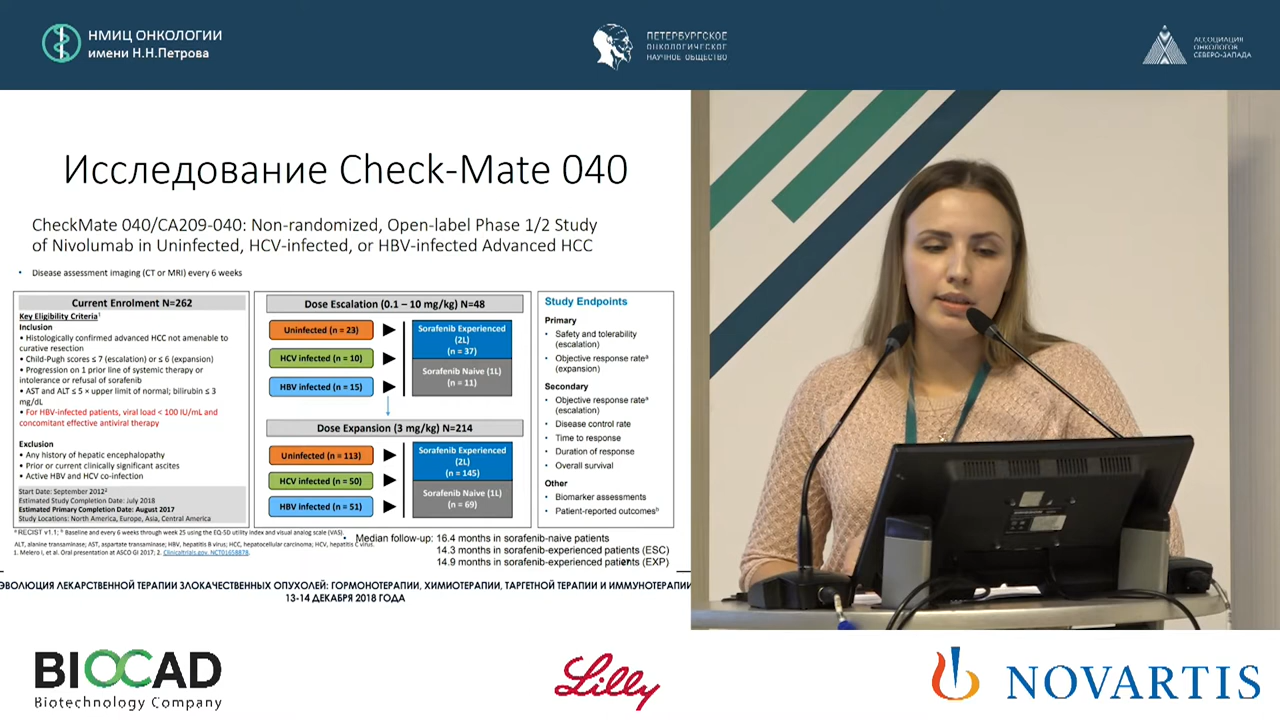 НМИЦ ОНКОЛОГИИ
имени Н.Н.Петрова
ПЕТЕРБУРГСКОЕ
ОНКОЛОГИЧЕСКОЕ
НАУЧНОЕ ОБЩЕСТВО
АССОЦИАЦИЯ
ОНКОЛОГОВ
СЕВЕРО-ЗАПАДА
Исследование Check-Mate 040
CheckMate 040/CA209-040: Non-randomized, Open-label Phase 1/2 Study
of Nivolumab in Uninfected, HCV-infected, or HBV-infected Advanced HCC
• Disease assessment imaging (CT or MRI) every 6 weeks
Current Enrolment N=262
Key Eligibility Criteria¹
Inclusion
• Histologically confirmed advanced HCC not amenable to
curative resection
• Child-Pugh scores ≤ 7 (escalation) or ≤ 6 (expansion)
• Progression on 1 prior line of systemic therapy or
intolerance or refusal of sorafenib
• AST and ALT ≤ 5 × upper limit of normal; bilirubin ≤ 3
mg/dL
• For HBV-infected patients, viral load < 100 IU/mL and
concomitant effective antiviral therapy
Exclusion
• Any history of hepatic encephalopathy
• Prior or current clinically significant ascites
• Active HBV and HCV co-infection
Start Date: September 2012²
Estimated Study Completion Date: July 2018
Estimated Primary Completion Date: August 2017
Study Locations: North America, Europe, Asia, Central America
Dose Escalation (0.1 – 10 mg/kg) N=48
Uninfected (n = 23)
HCV infected (n = 10)
HBV infected (n = 15)
Sorafenib Experienced
(2L)
(n = 37)
Sorafenib Naive (1L)
(n = 11)
Dose Expansion (3 mg/kg) N=214
Uninfected (n = 113)
HCV infected (n = 50)
HBV infected (n = 51)
Sorafenib Experienced
(2L)
(n = 145)
Sorafenib Naive (1L)
(n = 69)
Study Endpoints
Primary
• Safety and tolerability
(escalation)
• Objective response rateᵃ
(expansion)
Secondary
• Objective response rateᵃ
(escalation)
• Disease control rate
• Time to response
• Duration of response
• Overall survival
Other
• Biomarker assessments
• Patient-reported outcomesᵇ
ᵃ RECIST v1.1; ᵇ Baseline and every 6 weeks through week 25 using the EQ-5D utility index and visual analog scale (VAS).
ALT, alanine transaminase; AST, aspartate transaminase; HBV, hepatitis B virus; HCC, hepatocellular carcinoma; HCV, hepatitis C virus.
1. Melero I, et al. Oral presentation at ASCO GI 2017; 2. Clinicaltrials.gov. NCT01658878.
• Median follow-up: 16.4 months in sorafenib-naive patients
14.3 months in sorafenib-experienced patients (ESC)
14.9 months in sorafenib-experienced patients (EXP)
ЭВОЛЮЦИЯ ЛЕКАРСТВЕННОЙ ТЕРАПИИ ЗЛОКАЧЕСТВЕННЫХ ОПУХОЛЕЙ: ГОРМОНОТЕРАПИИ, ХИМИОТЕРАПИИ, ТАРГЕТНОЙ ТЕРАПИИ И ИММУНОТЕРАПИИ
13-14 ДЕКАБРЯ 2018 ГОДА
BIOCAD
Biotechnology Company
Lilly
NOVARTIS